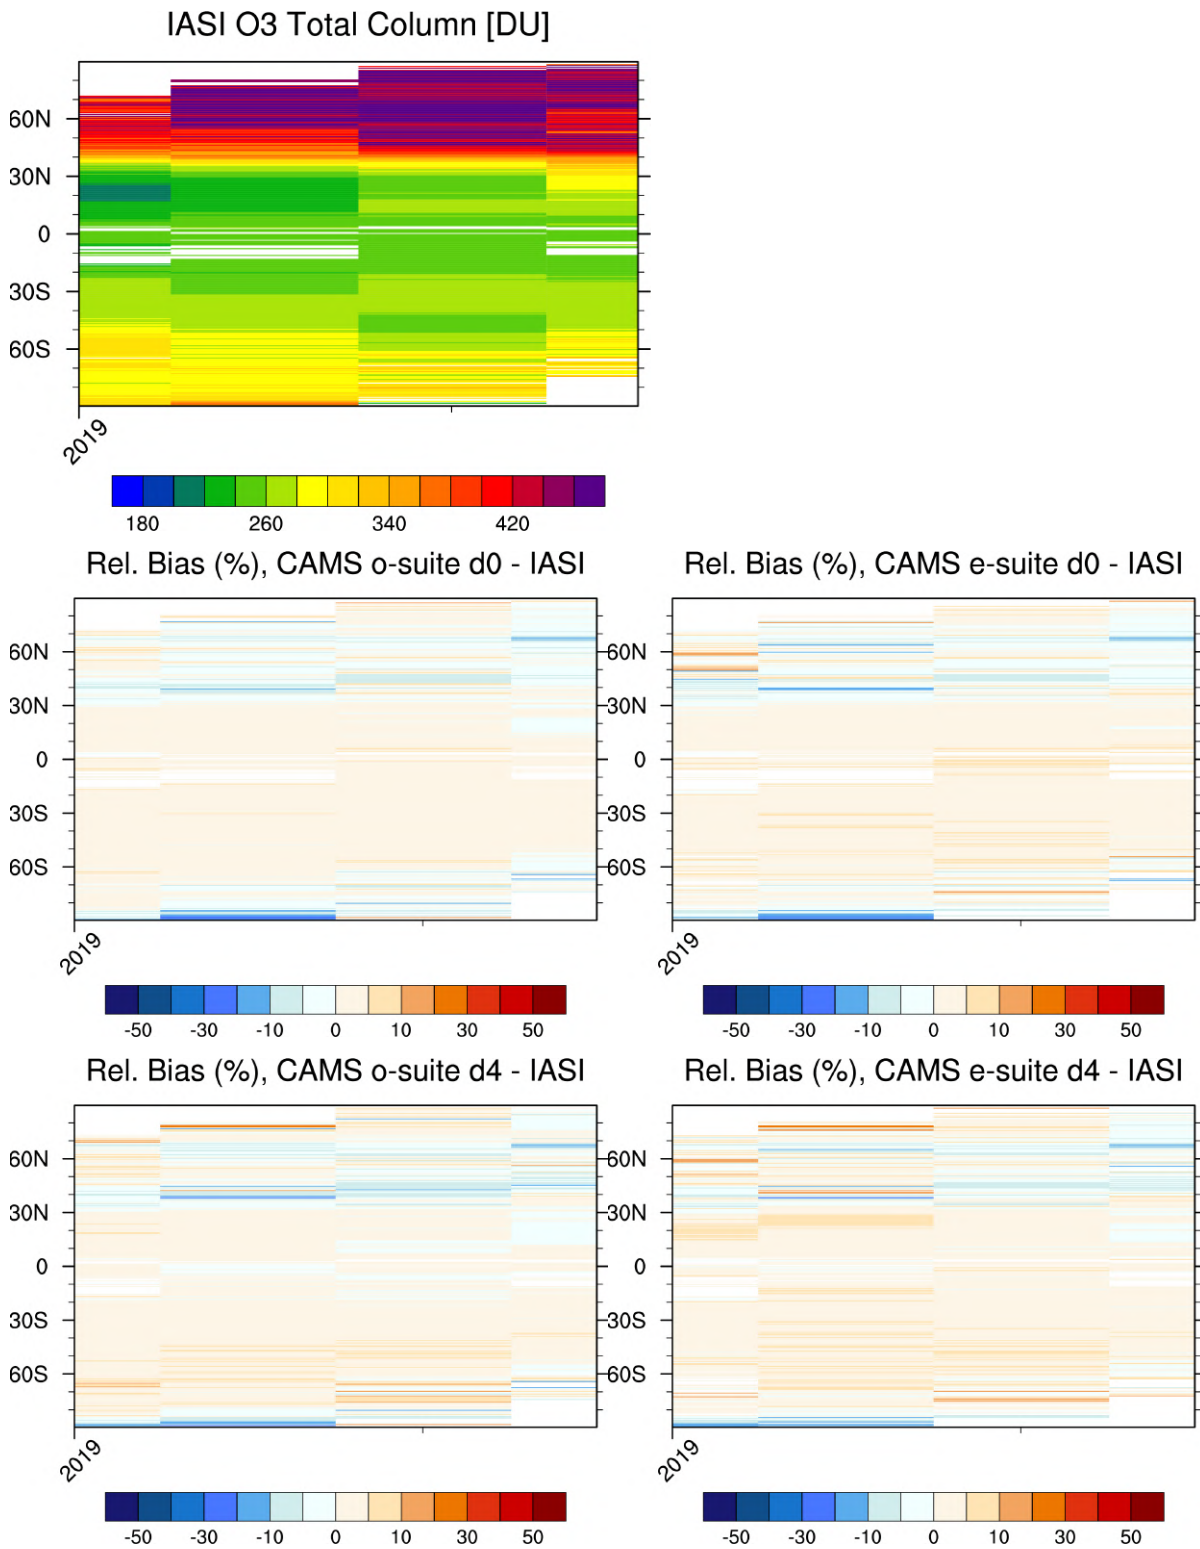 IASI O3 Total Column [DU]
60N
30N
0
30S
60S
2019
180 260 340 420
Rel. Bias (%), CAMS o-suite d0 - IASI
60N
30N
0
30S
60S
2019
-50 -30 -10 0 10 30 50
Rel. Bias (%), CAMS e-suite d0 - IASI
60N
30N
0
30S
60S
2019
-50 -30 -10 0 10 30 50
Rel. Bias (%), CAMS o-suite d4 - IASI
60N
30N
0
30S
60S
2019
-50 -30 -10 0 10 30 50
Rel. Bias (%), CAMS e-suite d4 - IASI
60N
30N
0
30S
60S
2019
-50 -30 -10 0 10 30 50